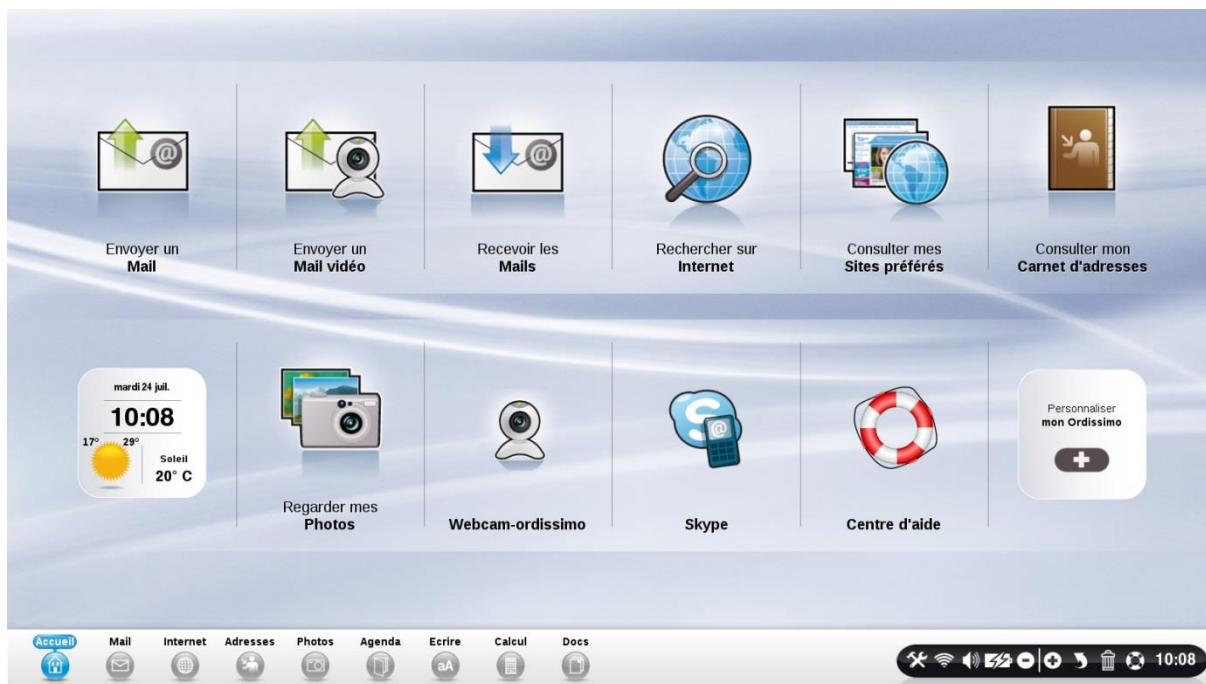 Envoyer un
Mail
Envoyer un
Mail vidéo
Recevoir les
Mails
Rechercher sur
Internet
Consulter mes
Sites préférés
Consulter mon
Carnet d'adresses
mardi 24 juil.
10:08
17° 29°
Soleil
20° C
Regarder mes
Photos
Webcam-ordissimo
Skype
Centre d'aide
Personnaliser
mon Ordissimo
Accueil Mail Internet Adresses Photos Agenda Ecrire Calcul Docs
aA
10:08